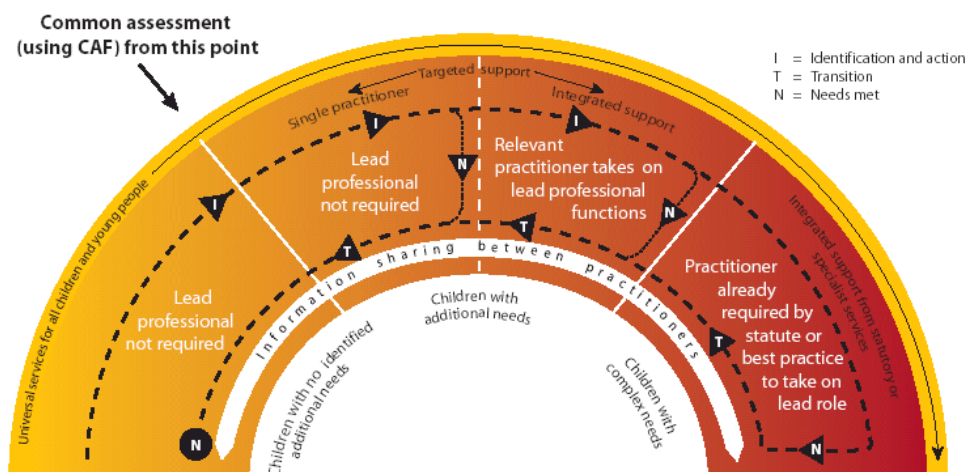 Common assessment
(using CAF) from this point
I = Identification and action
T = Transition
N = Needs met
Universal services for all children and young people
Targeted support
Single practitioner
Integrated support
Integrated support from statutory or
specialist services
I
I
I
N
N
T
T
T
N
N
Lead
professional
not required
Lead
professional
not required
Relevant
practitioner takes on
lead professional
functions
Practitioner
already
required by
statute or
best practice
to take on
lead role
Information sharing between practitioners
Children with no identified
additional needs
Children with
additional needs
Children with
complex needs